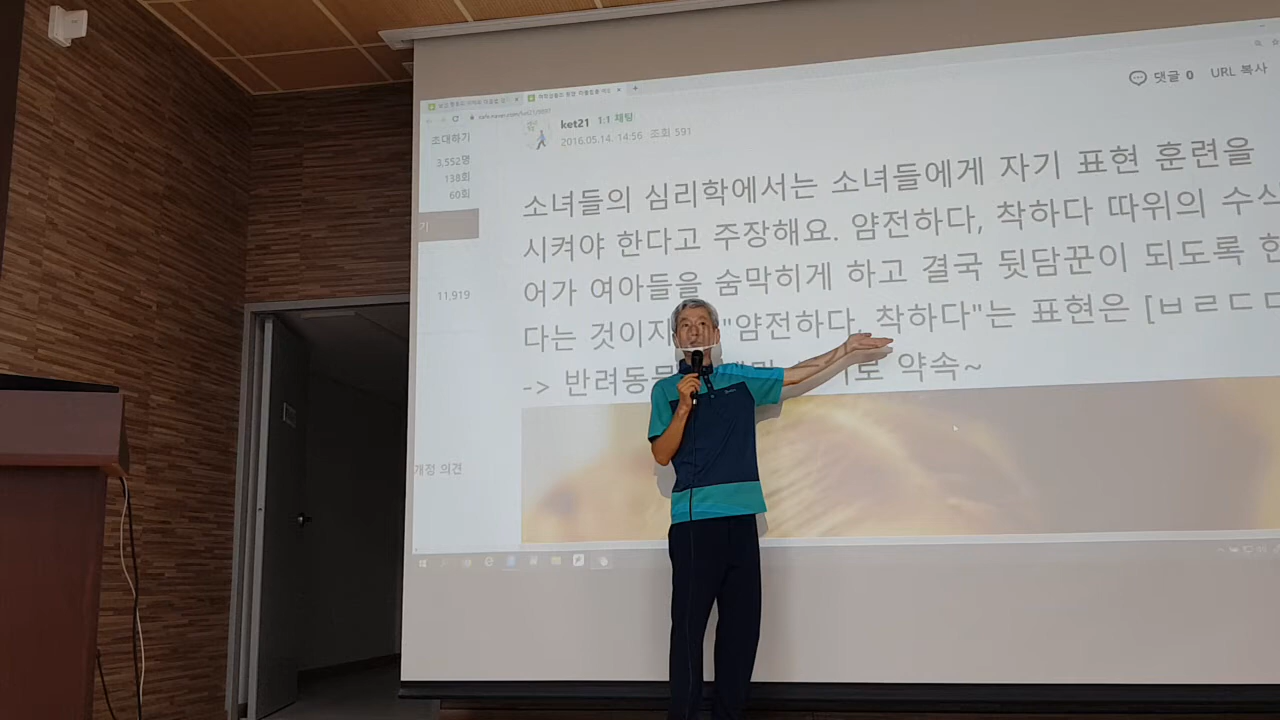 cafe.naver.com/ket21/
댓글 0 URL 복사
초대하기
ket21 1:1 채팅
2016.05.14. 14:56 조회 591
3,552명
138회
60회
기
11,919
개정 의견
소녀들의 심리학에서는 소녀들에게 자기 표현 훈련을
시켜야 한다고 주장해요. 얌전하다, 착하다 따위의
어가 여아들을 숨막히게 하고 결국 뒷담꾼이 되도록 한
다는 것이지 "얌전하다, 착하다"는 표현은 [ㅂㄹㄷㅁ
-> 반려동물 로 약속~